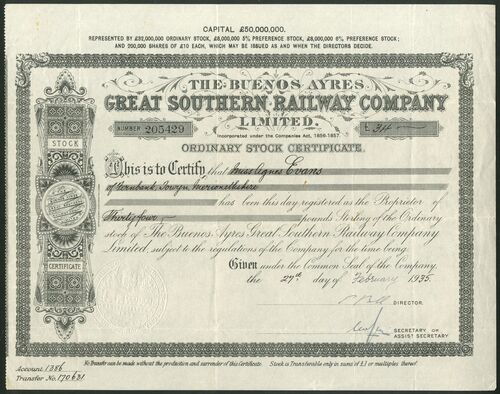 CAPITAL £50,000,000.
REPRESENTED BY £32,000,000 ORDINARY STOCK, £8,000,000 5% PREFERENCE STOCK, £8,000,000 6% PREFERENCE STOCK;
AND 200,000 SHARES OF £10 EACH, WHICH MAY BE ISSUED AS AND WHEN THE DIRECTORS DECIDE.
THE BUENOS AYRES
GREAT SOUTHERN RAILWAY COMPANY
LIMITED.
NUMBER 205429
£ 34
Incorporated under the Companies Act, 1856-1857.
ORDINARY STOCK CERTIFICATE.
STOCK
This is to Certify that Miss Agnes Evans
of Fernbank, Towyn, Merionethshire
has been this day registered as the Proprietor of
Thirty four pounds Sterling of the Ordinary
stock of The Buenos Ayres Great Southern Railway Company
Limited, subject to the regulations of the Company for the time being.
Given under the Common Seal of the Company,
the 27th day of February 1935.
CERTIFICATE
DIRECTOR.
SECRETARY OR
ASSIST SECRETARY
No Transfer can be made without the production and surrender of this Certificate. Stock is Transferable only in sums of £1 or multiples thereof.
Account 1386
Transfer No. 170631